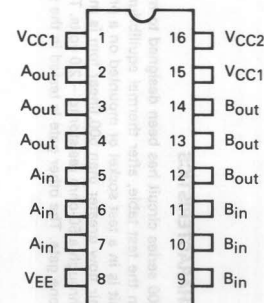 VCC1 1 16 VCC2
Aout 2 15 VCC1
Aout 3 14 Bout
Aout 4 13 Bout
Ain 5 12 Bout
Ain 6 11 Bin
Ain 7 10 Bin
VEE 8 9 Bin